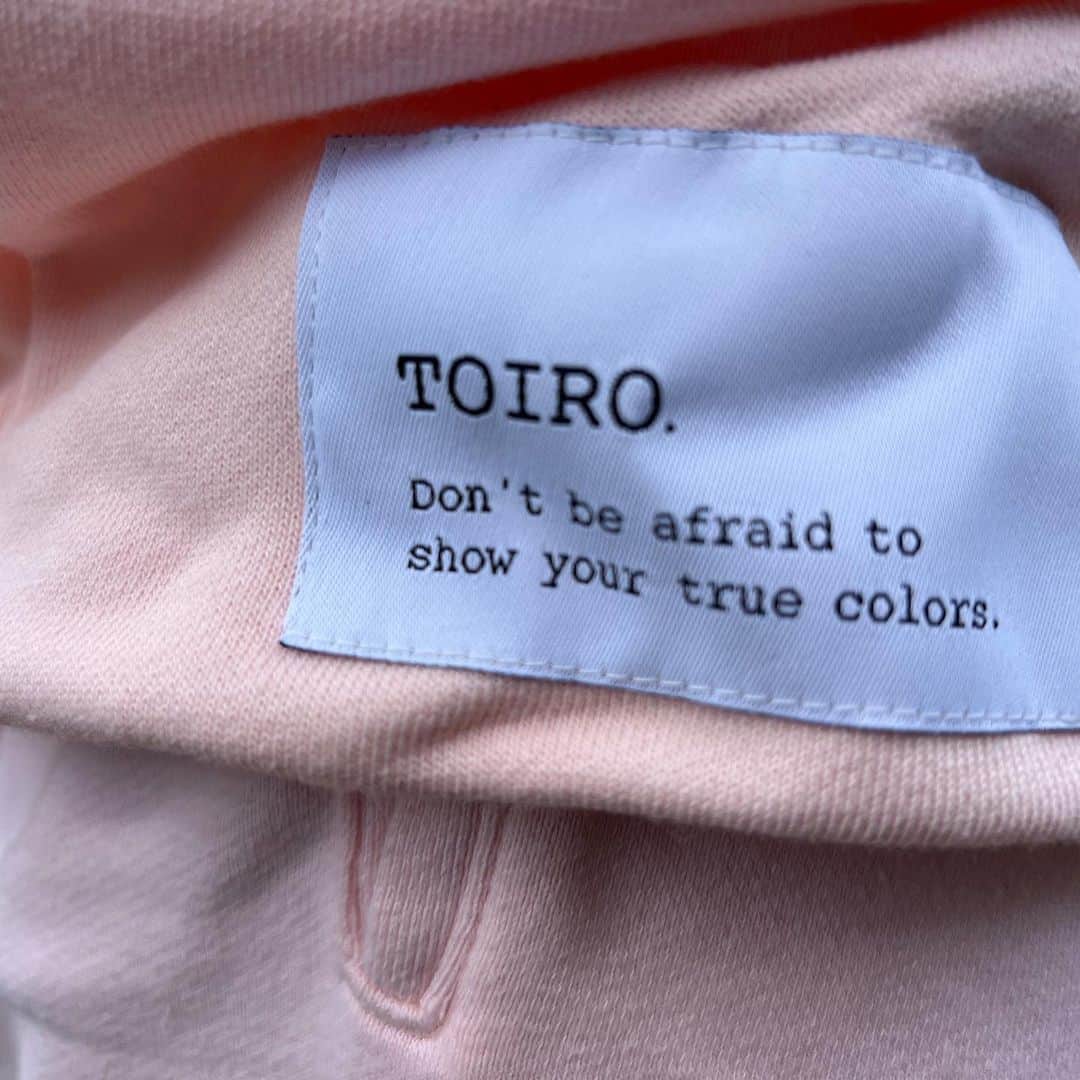 TOIRO.
Don't be afraid to
show your true colors.